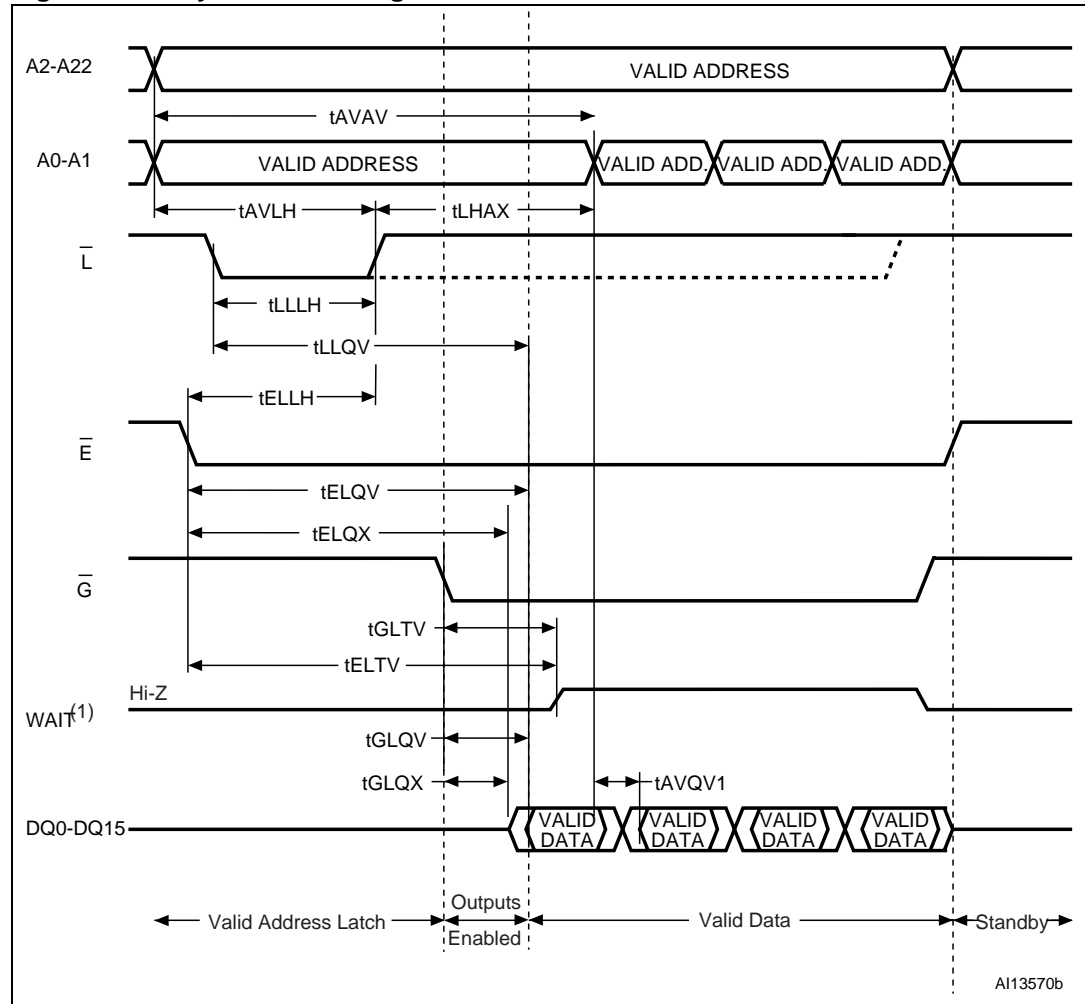 A2-A22
VALID ADDRESS
tAVAV
A0-A1
VALID ADDRESS
VALID ADD.
VALID ADD.
VALID ADD.
tAVLH
tLHAX
L
tLLLH
tLLQV
tELLH
E
tELQV
tELQX
G
tGLTV
tELTV
Hi-Z
WAIT(1)
tGLQV
tGLQX
tAVQV1
DQ0-DQ15
VALID DATA
VALID DATA
VALID DATA
VALID DATA
Valid Address Latch
Outputs Enabled
Valid Data
Standby
AI13570b